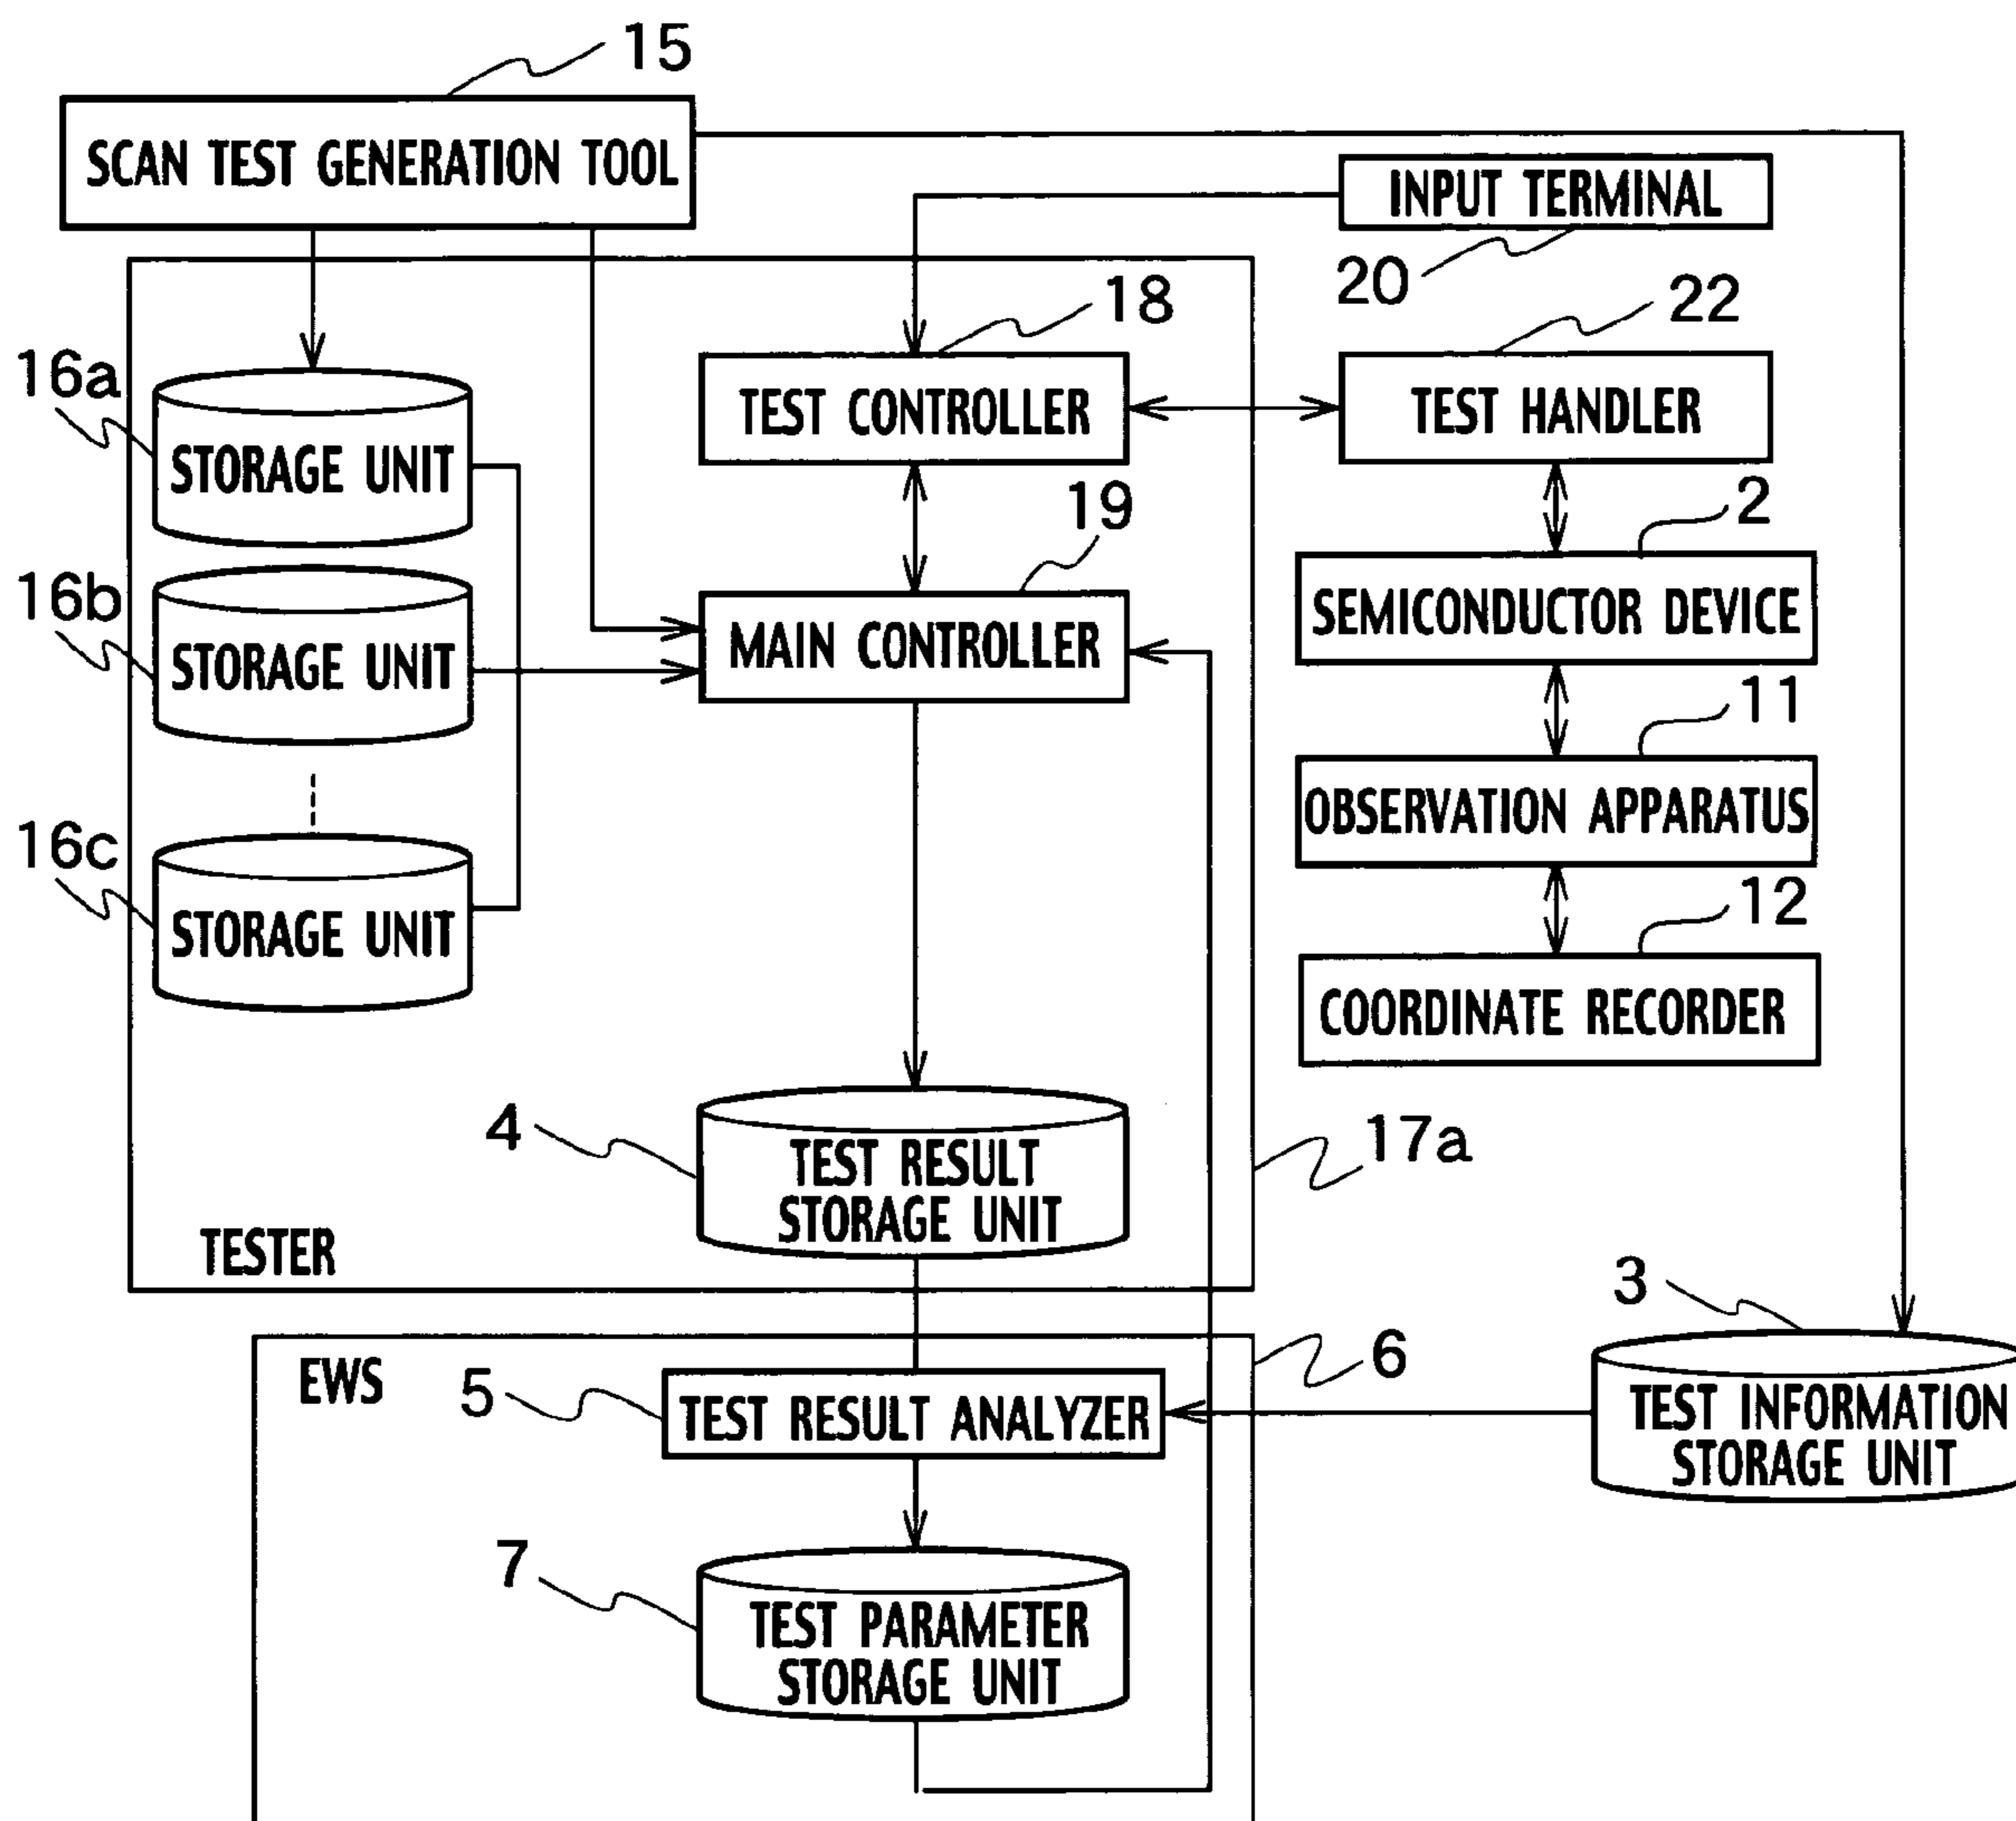 15
SCAN TEST GENERATION TOOL
INPUT TERMINAL
20
18
22
16a
STORAGE UNIT
TEST CONTROLLER
TEST HANDLER
19
2
16b
STORAGE UNIT
MAIN CONTROLLER
SEMICONDUCTOR DEVICE
11
OBSERVATION APPARATUS
16c
STORAGE UNIT
12
COORDINATE RECORDER
4
TEST RESULT
STORAGE UNIT
17a
TESTER
3
EWS
6
5
TEST RESULT ANALYZER
TEST INFORMATION
STORAGE UNIT
7
TEST PARAMETER
STORAGE UNIT